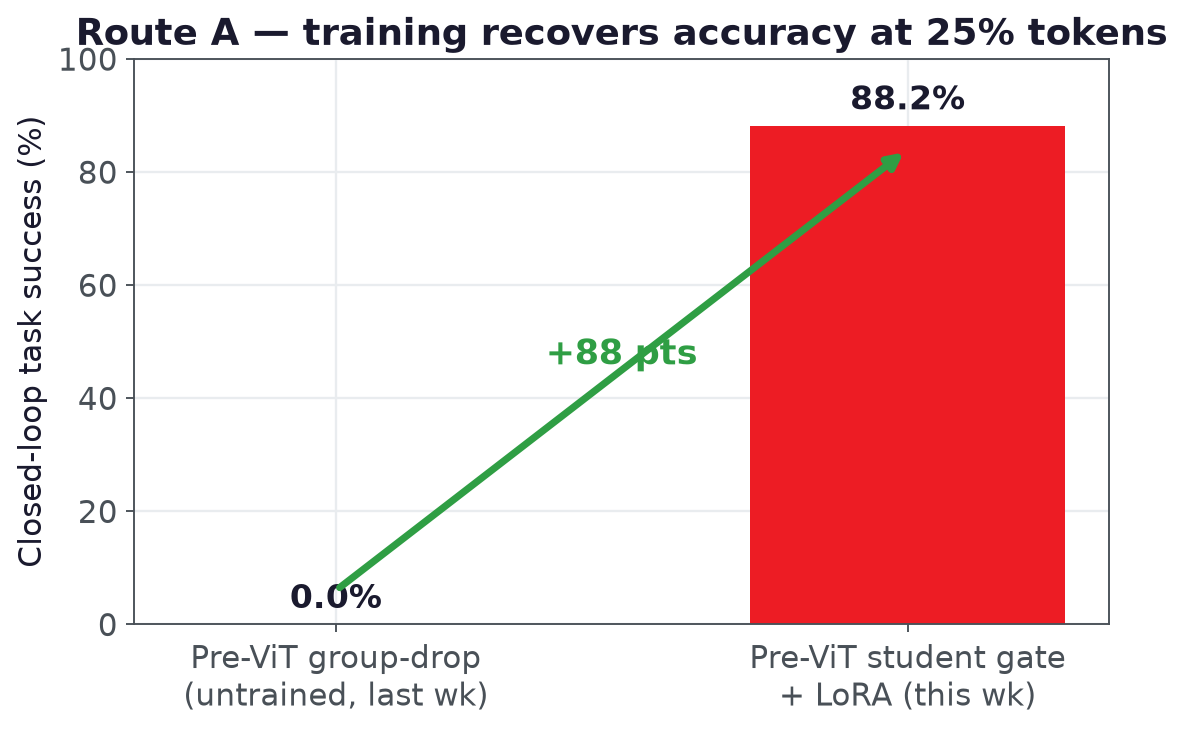 Route A — training recovers accuracy at 25% tokens
Closed-loop task success (%)
100
80
60
40
20
0
88.2%
+88 pts
0.0%
Pre-ViT group-drop
(untrained, last wk)
Pre-ViT student gate
+ LoRA (this wk)